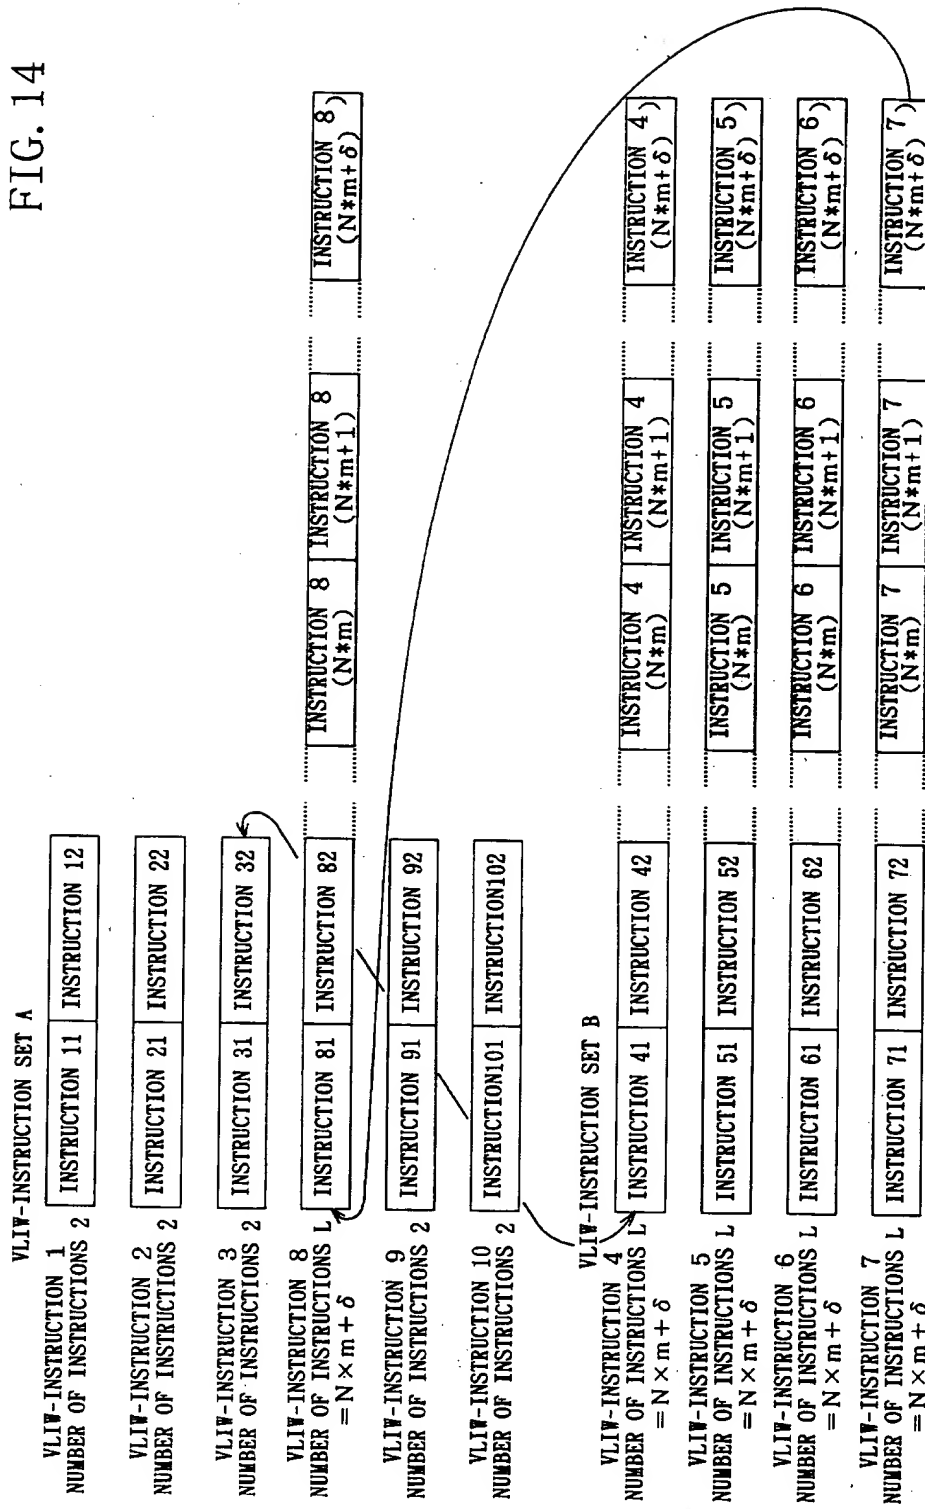 FIG. 14
VLIW-INSTRUCTION SET A
VLIW-INSTRUCTION 1
NUMBER OF INSTRUCTIONS 2
INSTRUCTION 11
INSTRUCTION 12
VLIW-INSTRUCTION 2
NUMBER OF INSTRUCTIONS 2
INSTRUCTION 21
INSTRUCTION 22
VLIW-INSTRUCTION 3
NUMBER OF INSTRUCTIONS 2
INSTRUCTION 31
INSTRUCTION 32
VLIW-INSTRUCTION 8
NUMBER OF INSTRUCTIONS L
=N×m+δ
INSTRUCTION 81
INSTRUCTION 82
INSTRUCTION 8
(N*m)
INSTRUCTION 8
(N*m+1)
INSTRUCTION 8
(N*m+δ)
VLIW-INSTRUCTION 9
NUMBER OF INSTRUCTIONS 2
INSTRUCTION 91
INSTRUCTION 92
VLIW-INSTRUCTION 10
NUMBER OF INSTRUCTIONS 2
INSTRUCTION101
INSTRUCTION102
VLIW-INSTRUCTION SET B
VLIW-INSTRUCTION 4
NUMBER OF INSTRUCTIONS L
=N×m+δ
INSTRUCTION 41
INSTRUCTION 42
INSTRUCTION 4
(N*m)
INSTRUCTION 4
(N*m+1)
INSTRUCTION 4
(N*m+δ)
VLIW-INSTRUCTION 5
NUMBER OF INSTRUCTIONS L
=N×m+δ
INSTRUCTION 51
INSTRUCTION 52
INSTRUCTION 5
(N*m)
INSTRUCTION 5
(N*m+1)
INSTRUCTION 5
(N*m+δ)
VLIW-INSTRUCTION 6
NUMBER OF INSTRUCTIONS L
=N×m+δ
INSTRUCTION 61
INSTRUCTION 62
INSTRUCTION 6
(N*m)
INSTRUCTION 6
(N*m+1)
INSTRUCTION 6
(N*m+δ)
VLIW-INSTRUCTION 7
NUMBER OF INSTRUCTIONS L
=N×m+δ
INSTRUCTION 71
INSTRUCTION 72
INSTRUCTION 7
(N*m)
INSTRUCTION 7
(N*m+1)
INSTRUCTION 7
(N*m+δ)